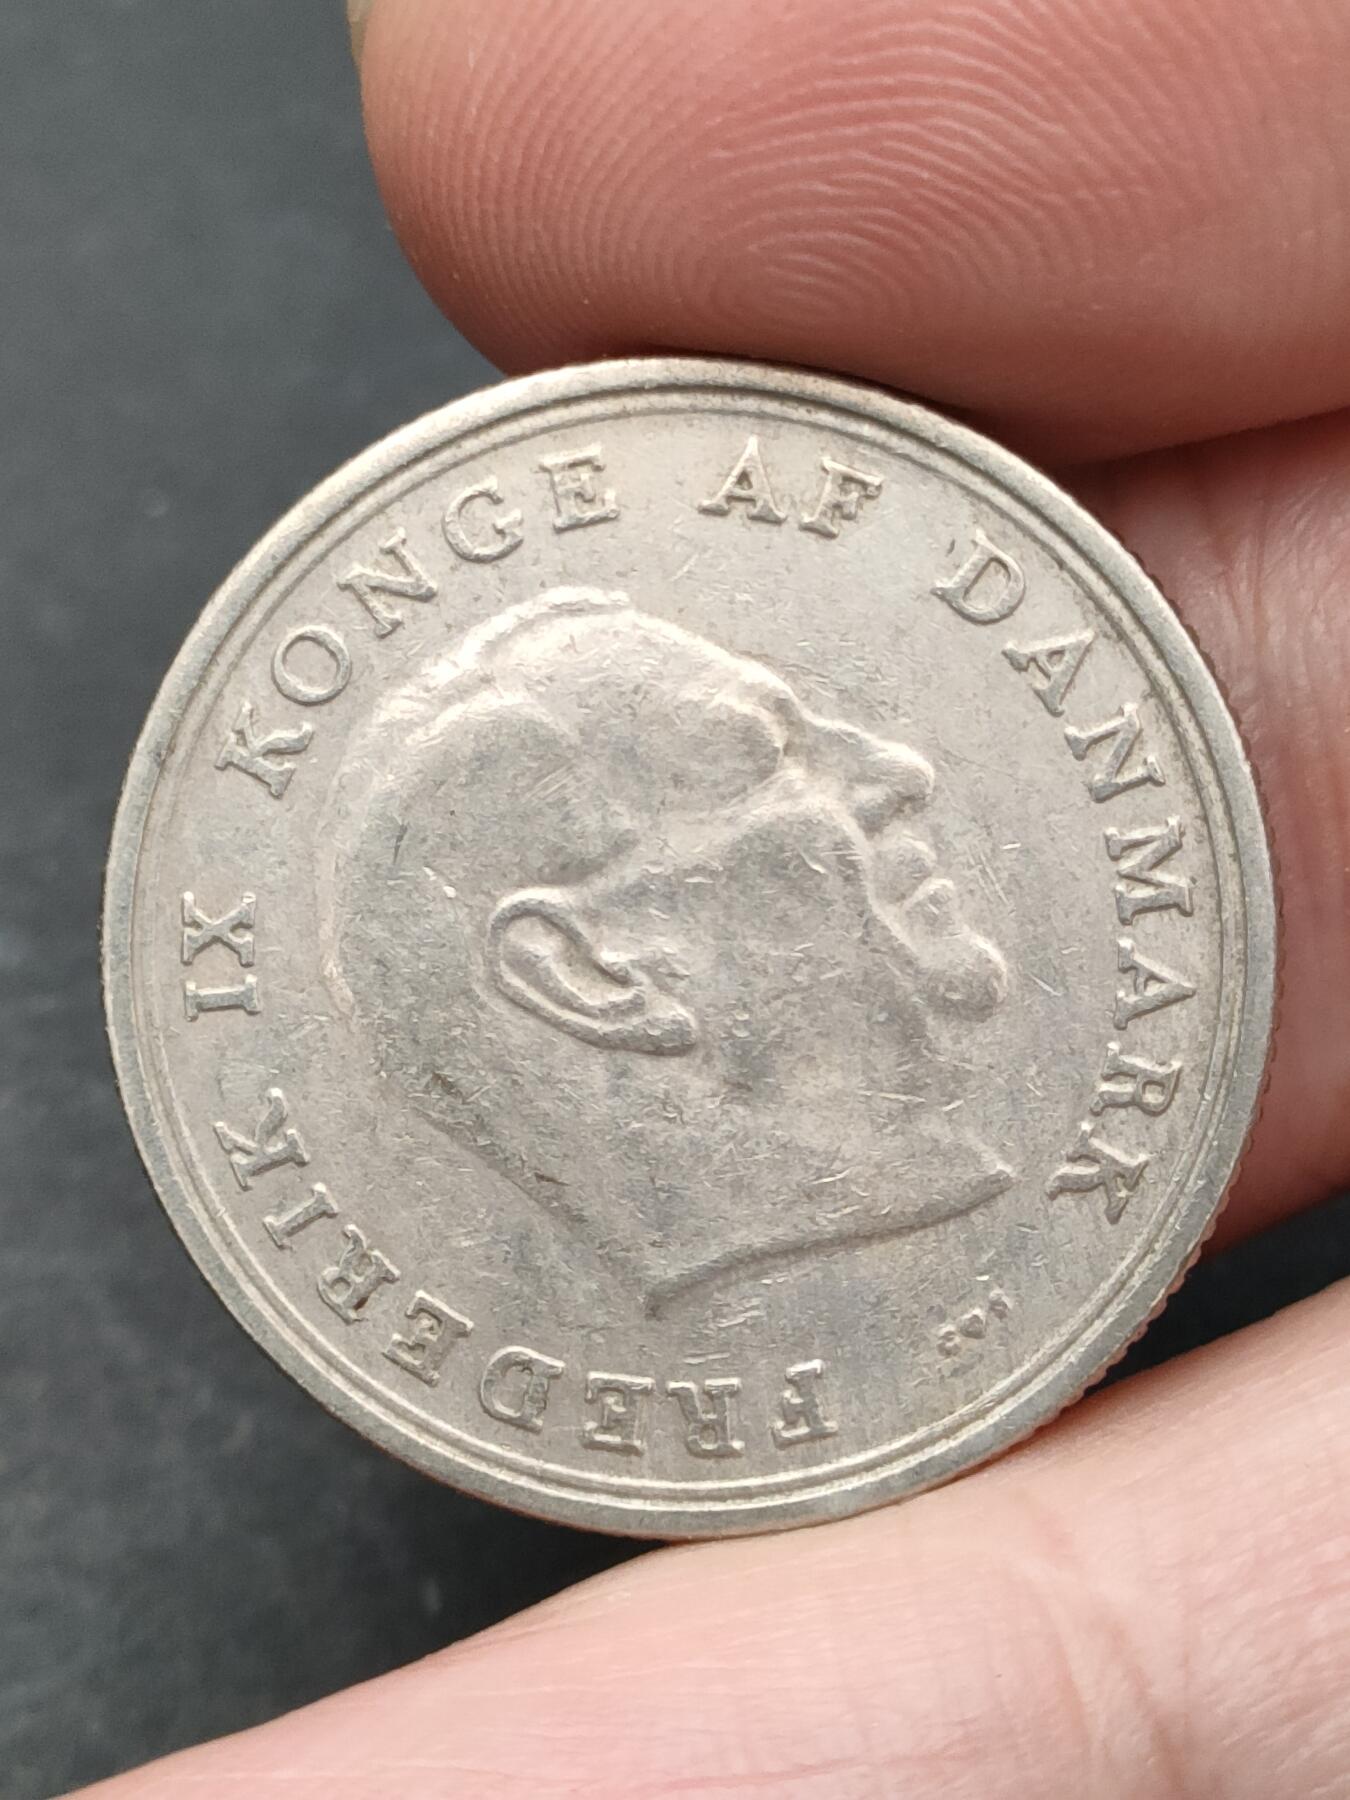 FREDERIK IX KONGE AF DANMARK